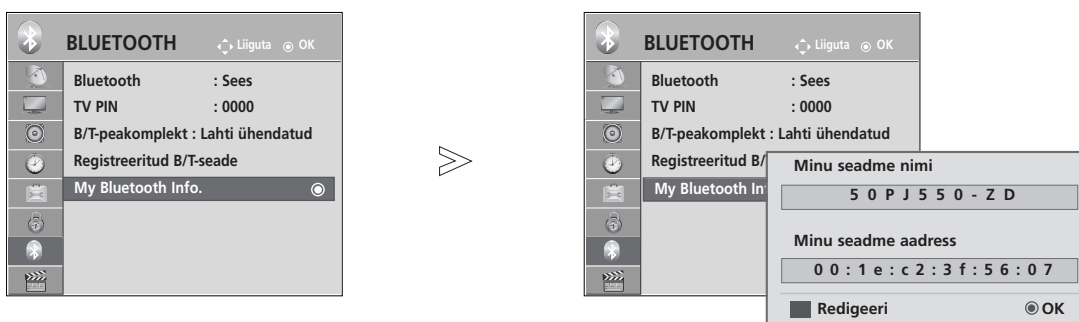 BLUETOOTH Liiguta OK
Bluetooth : Sees
TV PIN : 0000
B/T-peakomplekt : Lahti ühendatud
Registreeritud B/T-seade
My Bluetooth Info.
BLUETOOTH Liiguta OK
Bluetooth : Sees
TV PIN : 0000
B/T-peakomplekt : Lahti ühendatud
Registreeritud B/
My Bluetooth In
Minu seadme nimi
50PJ550-ZD
Minu seadme aadress
00:1e:c2:3f:56:07
Redigeeri OK